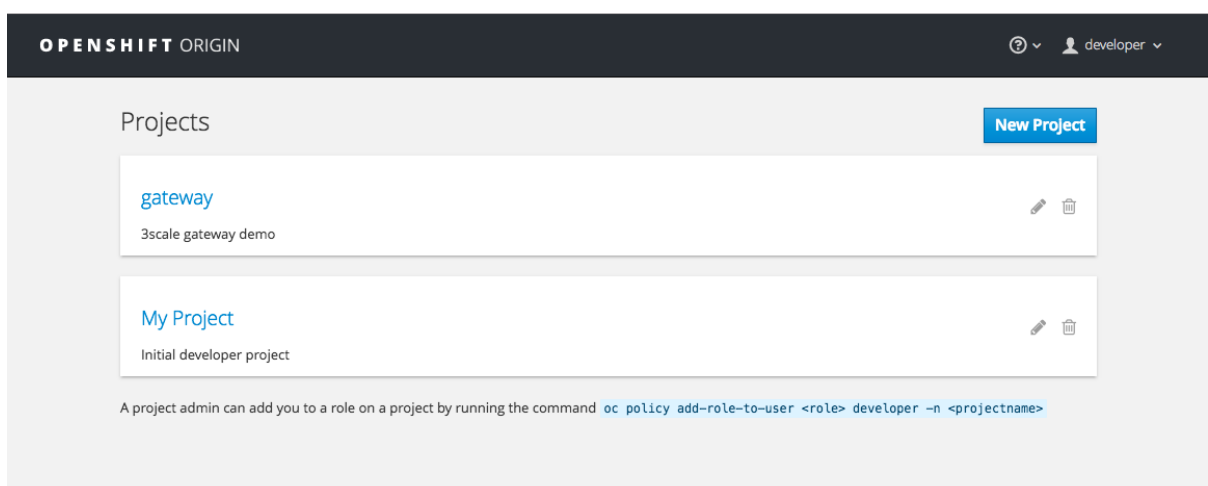 OPENSHIFT ORIGIN
developer
Projects
New Project
gateway
3scale gateway demo
My Project
Initial developer project
A project admin can add you to a role on a project by running the command oc policy add-role-to-user <role> developer -n <projectname>